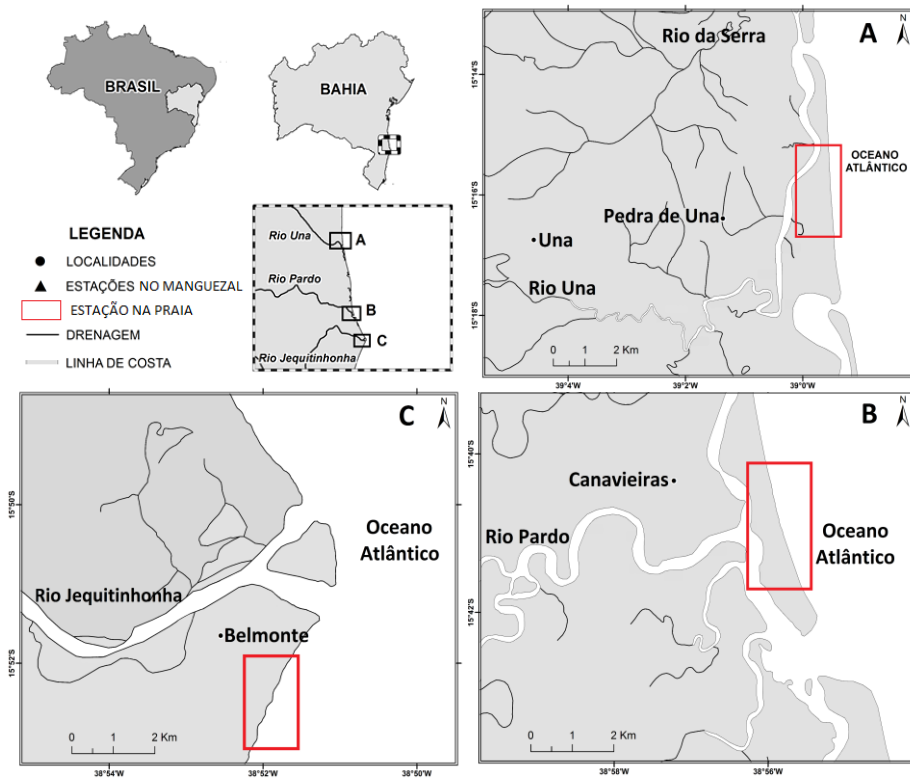 BRASIL
BAHIA
LEGENDA
LOCALIDADES
ESTAÇÕES NO MANGUEZAL
ESTAÇÃO NA PRAIA
DRENAGEM
LINHA DE COSTA
Rio Una
A
Rio Pardo
B
C
Rio Jequitinhonha
A
N
Rio da Serra
OCEANO
ATLÂNTICO
Pedra de Una
Una
Rio Una
0 1 2 Km
15°14'S
15°16'S
15°18'S
39°4'W
39°2'W
39°0'W
C
N
Oceano
Atlântico
Rio Jequitinhonha
Belmonte
0 1 2 Km
15°50'S
15°52'S
38°54'W
38°52'W
38°50'W
B
N
Canavieiras
Rio Pardo
Oceano
Atlântico
0 1 2 Km
15°40'S
15°42'S
38°58'W
38°56'W